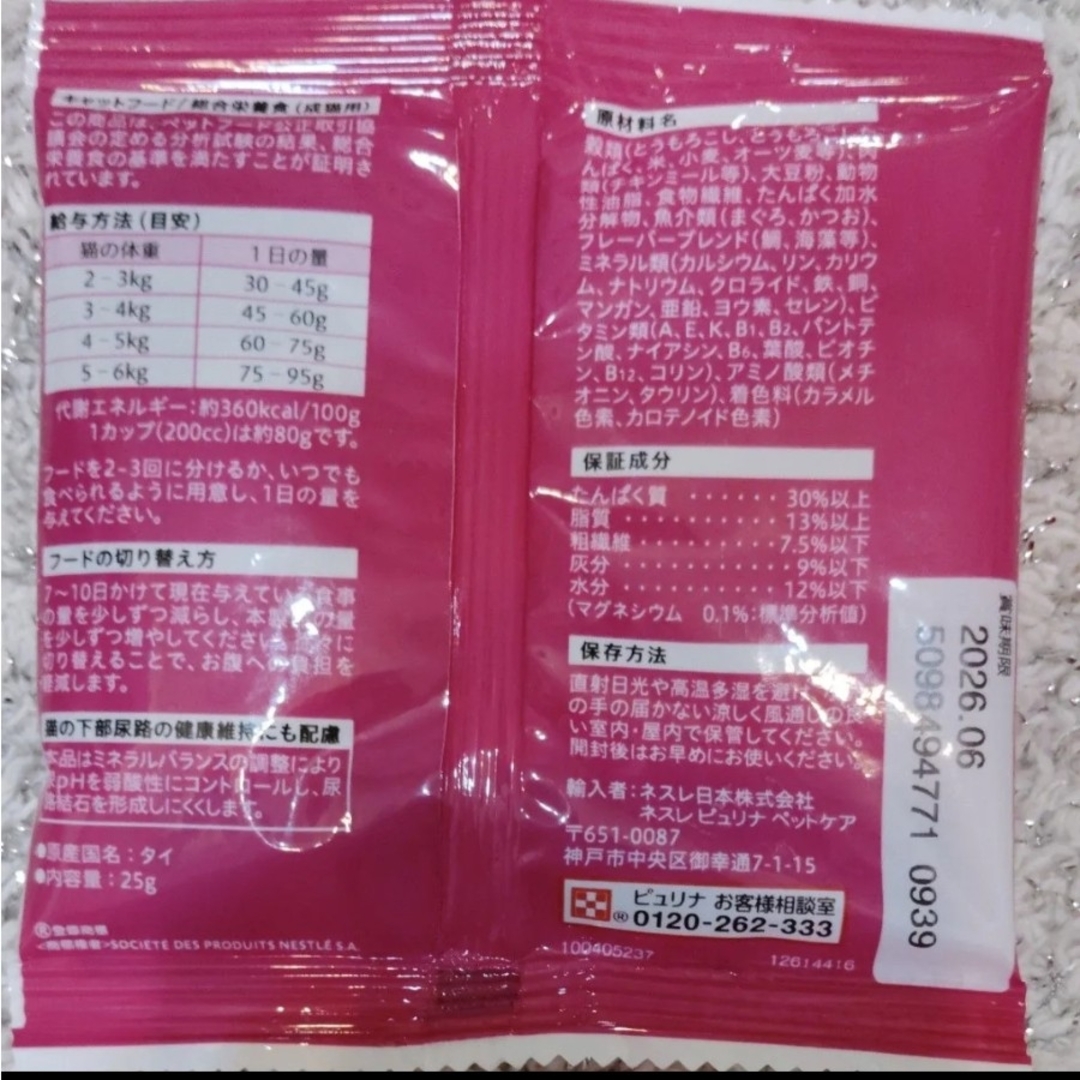 キャットフード/総合栄養食(成猫用)
この商品は、ペットフード公正取引協
議会の定める分析試験の結果、総合
栄養食の基準を満たすことが証明さ
れています。
給与方法(目安)
猫の体重 1日の量
2-3kg 30-45g
3-4kg 45-60g
4-5kg 60-75g
5-6kg 75-95g
代謝エネルギー:約360kcal/100g
1カップ(200cc)は約80gです。
フードを2-3回に分けるか、いつでも
食べられるように用意し、1日の量を
与えてください。
フードの切り替え方
7～10日かけて現在与えてい 食事
の量を少しずつ減らし、本 の量
を少しずつ増やしてください 々に
切り替えることで、お腹への負担を
軽減します。
猫の下部尿路の健康維持にも配慮
本品はミネラルバランスの調整により
尿pHを弱酸性にコントロールし、尿
路結石を形成しにくくします。
●原産国名:タイ
●内容量:25g
®登録商標
<商標権者>SOCIÉTÉ DES PRODUITS NESTLÉ S.A.
原材料名
穀類(とうもろこし、とうもろこし
んぱく、米、小麦、オーツ麦等)、肉
類(チキンミール等)、大豆粉、動物
性油脂、食物繊維、たんぱく加水
分解物、魚介類(まぐろ、かつお)、
フレーバーブレンド(鯛、海藻等)、
ミネラル類(カルシウム、リン、カリウ
ム、ナトリウム、クロライド、鉄、銅、
マンガン、亜鉛、ヨウ素、セレン)、ビ
タミン類(A、E、K、B1、B2、パントテ
ン酸、ナイアシン、B6、葉酸、ビオチ
ン、B12、コリン)、アミノ酸類(メチ
オニン、タウリン)、着色料(カラメル
色素、カロテノイド色素)
保証成分
たんぱく質 ･･････ 30%以上
脂質 ･･････････ 13%以上
粗繊維 ･････････ 7.5%以下
灰分 ･･････････ 9%以下
水分 ･･････････ 12%以下
(マグネシウム 0.1%:標準分析値)
保存方法
直射日光や高温多湿を避け
の手の届かない涼しく風通しの良
い室内・屋内で保管してください。
開封後はお早めにお使いください。
輸入者:ネスレ日本株式会社
ネスレ ピュリナ ペットケア
〒651-0087
神戸市中央区御幸通7-1-15
ピュリナ お客様相談室
® 0120-262-333
100405237 12614416
賞味期限
2026.06
5098494771 0939